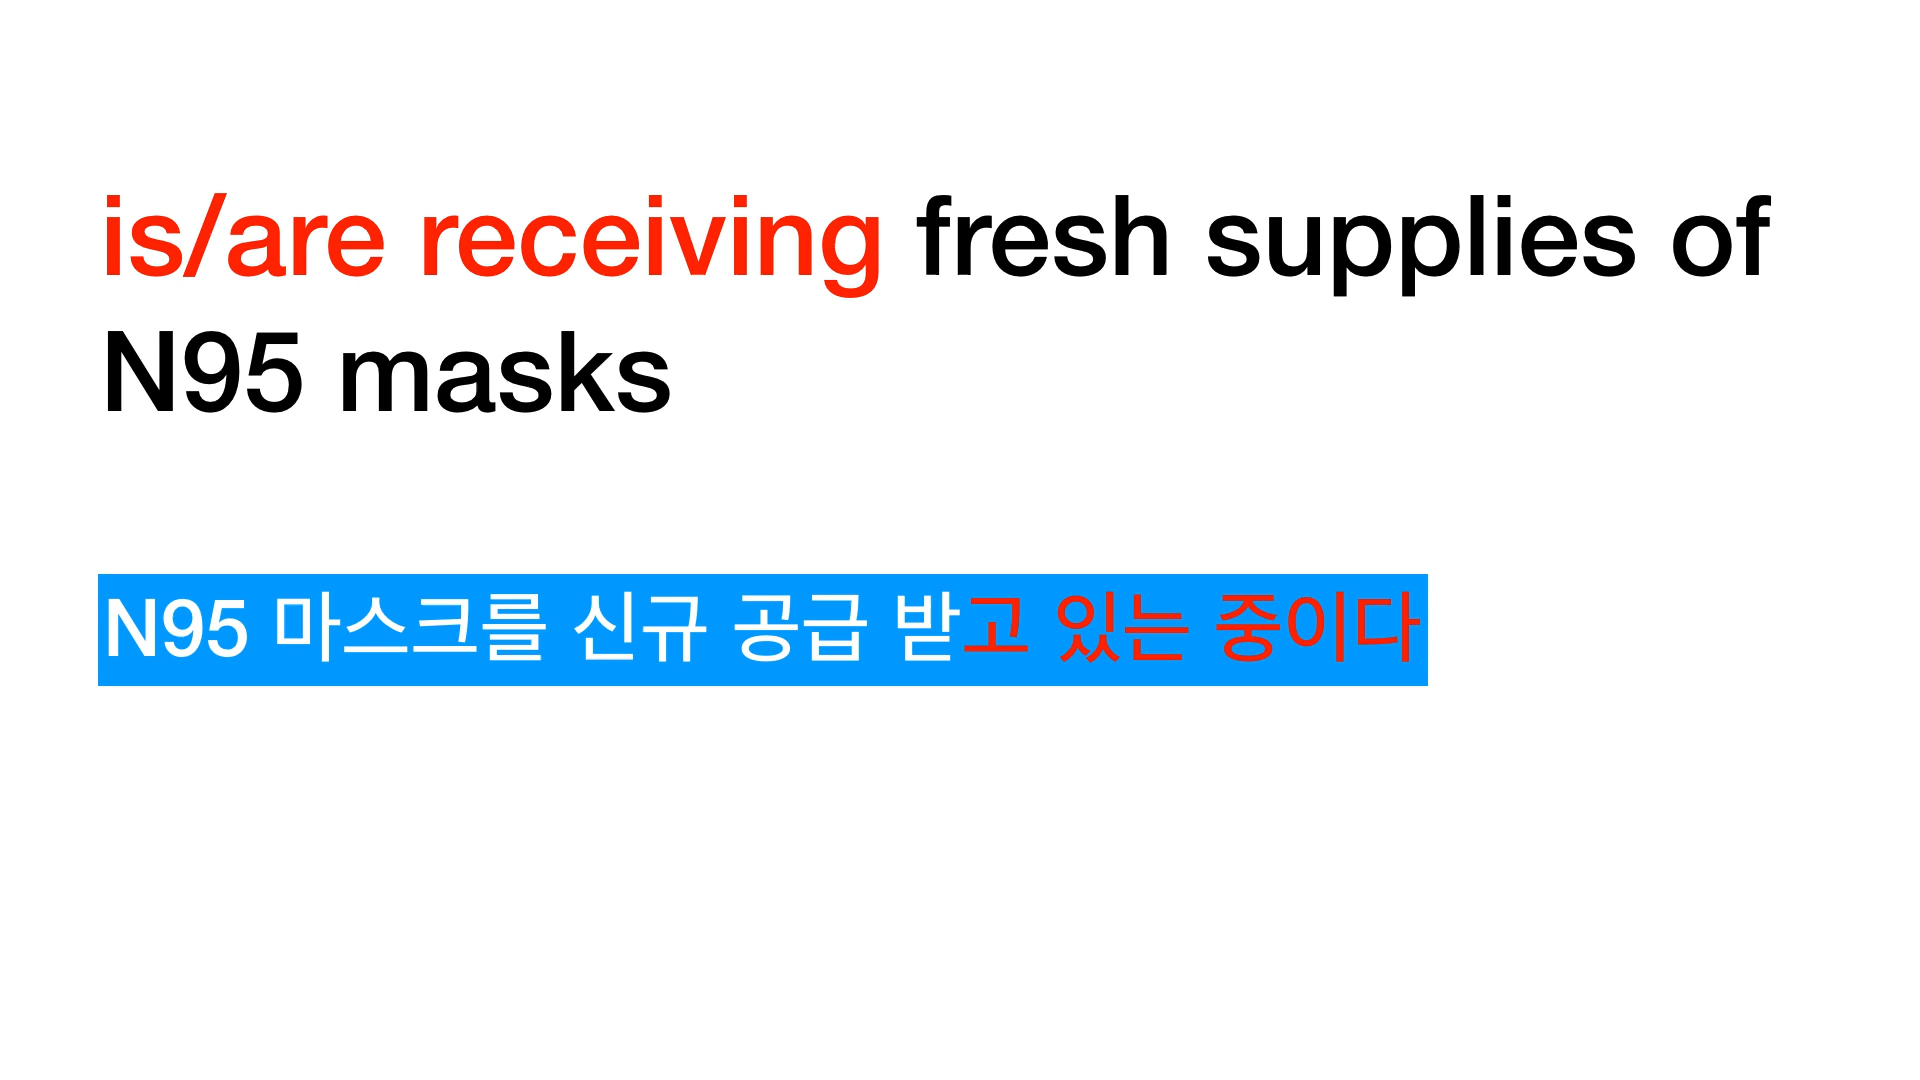 is/are receiving fresh supplies of
N95 masks
N95 마스크를 신규 공급 받고 있는 중이다